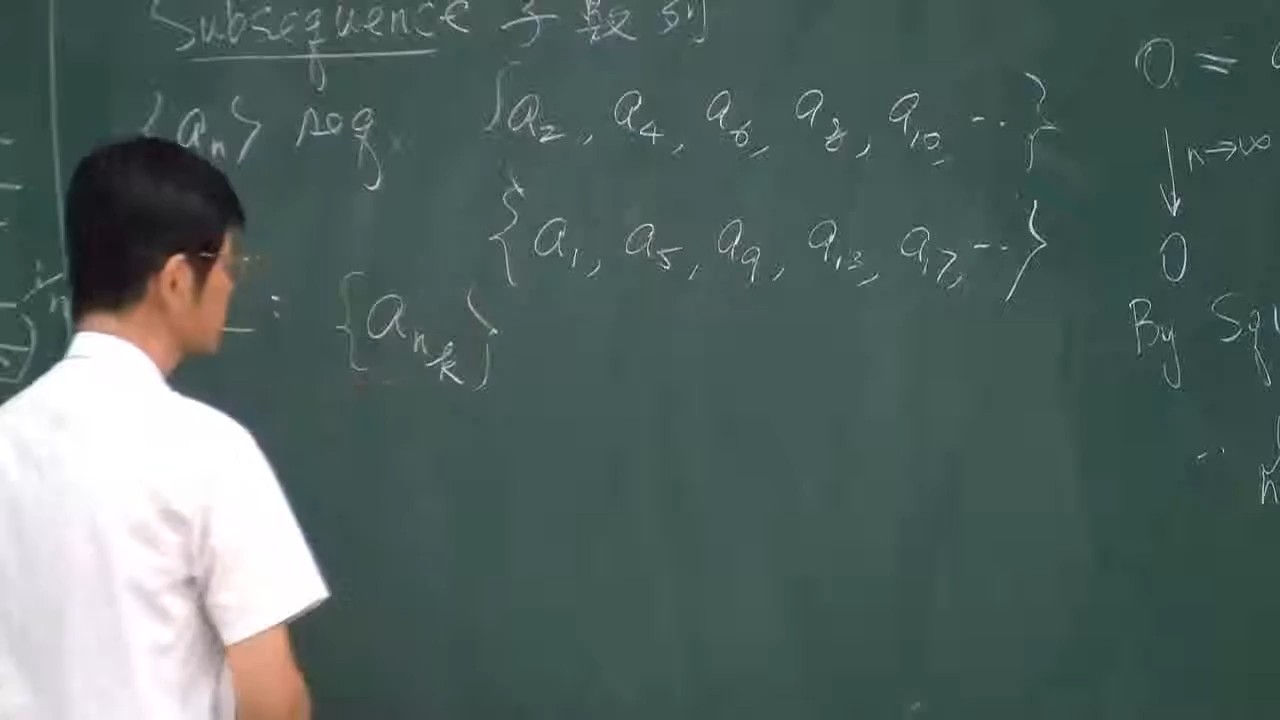 Subsequence 子數列
{an} seq. {a2, a4, a6, a8, a10, ...}
{a1, a5, a9, a13, a17, ...}
: {ank}
0 =
n→∞
0
By
∴